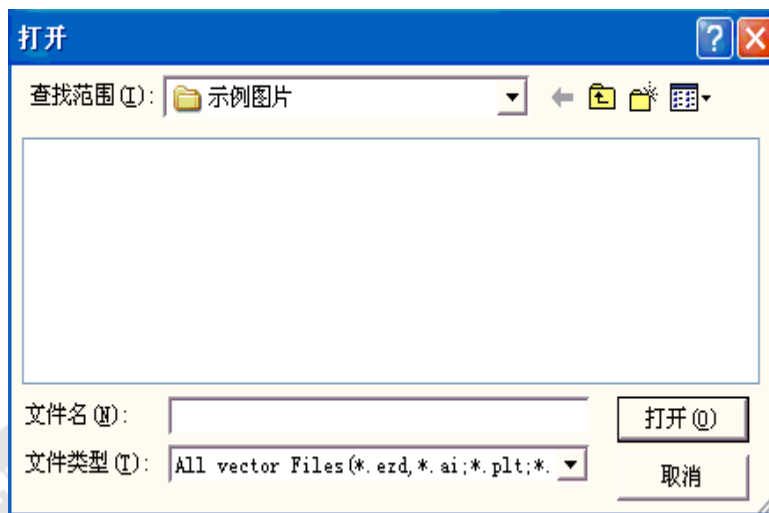 打开
查找范围(I): 示例图片
文件名(N): 打开(O)
文件类型(T): All vector Files(*.ezd,*.ai;*.plt;*.
取消